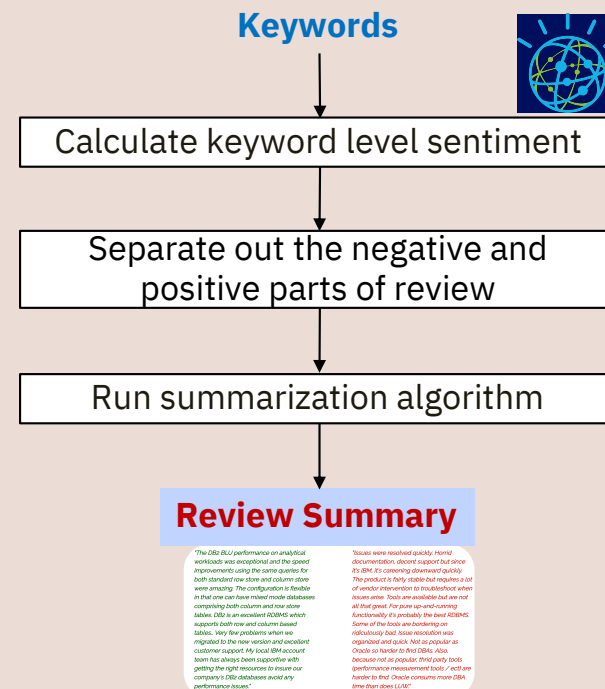 Keywords
Calculate keyword level sentiment
Separate out the negative and
positive parts of review
Run summarization algorithm
Review Summary
"The DB2 BLU performance on analytical
workloads was exceptional and the speed
improvements using the same queries for
both standard row store and column store
were amazing. The configuration is flexible
in that one can have mixed mode databases
comprising both column and row store
tables. DB2 is an excellent RDBMS which
supports both row and column based
tables.. Very few problems when we
migrated to the new version and excellent
customer support. My local IBM account
team has always been supportive with
getting the right resources to insure our
company's DB2 databases avoid any
performance issues."
"Issues were resolved quickly. Horrid
documentation, decent support but since
it's IBM, it's careening downward quickly.
The product is fairly stable but requires a lot
of vendor intervention to troubleshoot when
issues arise. Tools are available but are not
all that great. For pure up-and-running
functionality it's probably the best RDBMS.
Some of the tools are bordering on
ridiculously bad. Issue resolution was
organized and quick. Not as popular as
Oracle so harder to find DBAs. Also,
because not as popular, third party tools
(performance measurement tools / ect) are
harder to find. Oracle consumes more DBA
time than does LUW."